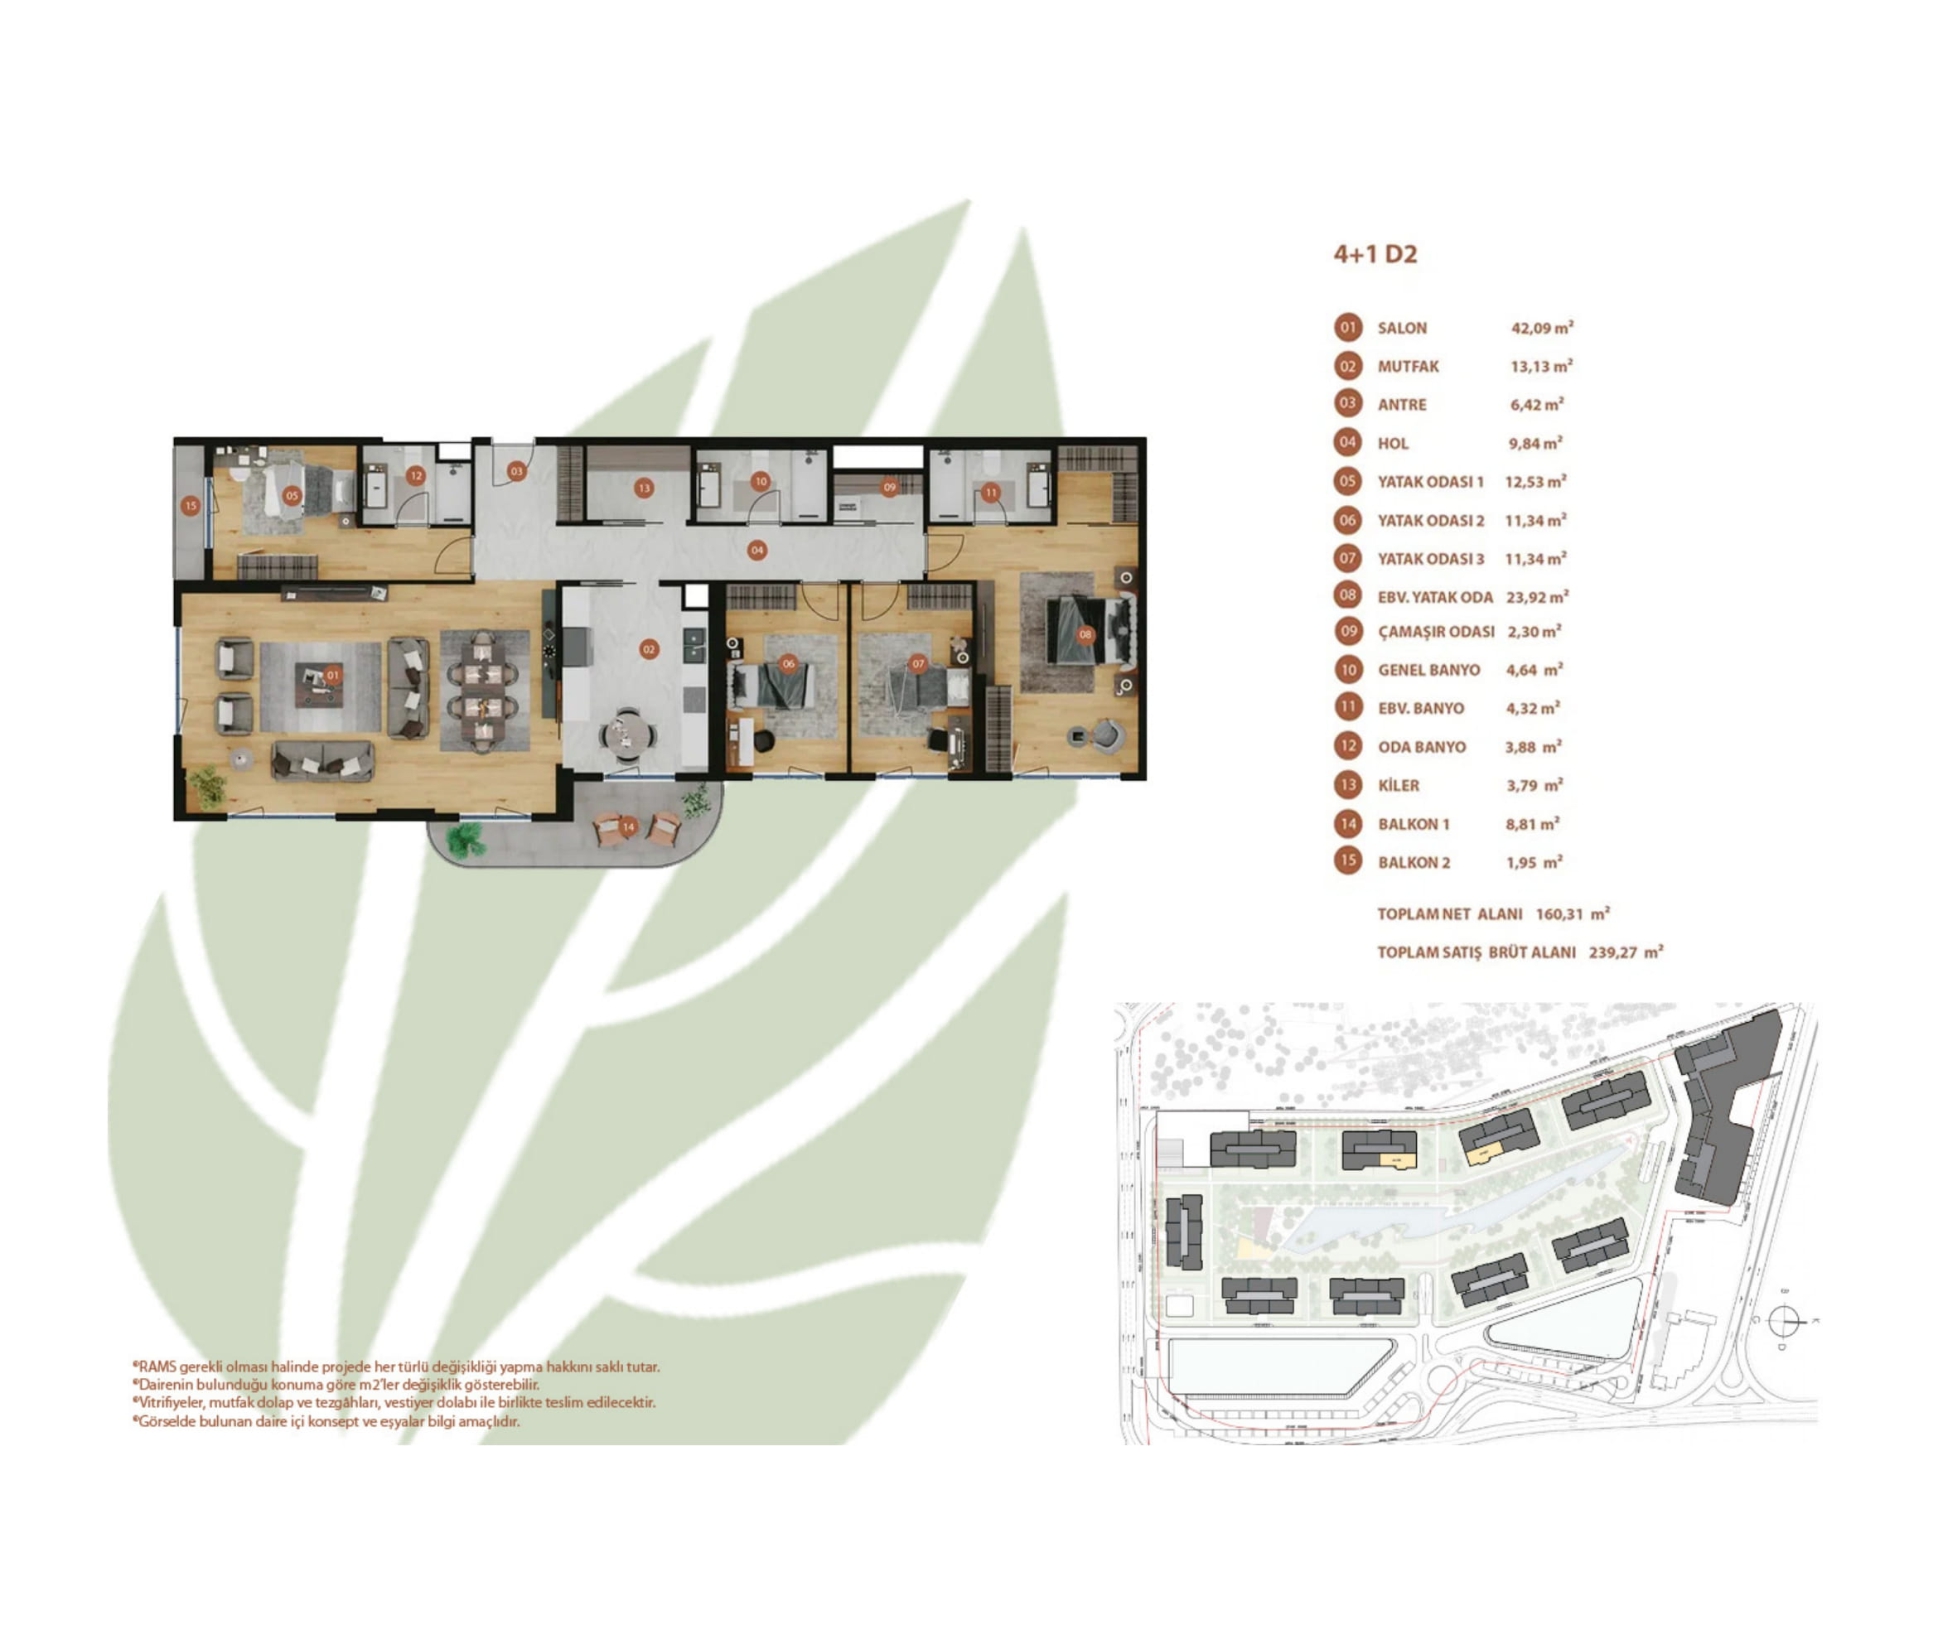 4+1 D2
01 SALON 42,09 m²
02 MUTFAK 13,13 m²
03 ANTRE 6,42 m²
04 HOL 9,84 m²
05 YATAK ODASI 1 12,53 m²
06 YATAK ODASI 2 11,34 m²
07 YATAK ODASI 3 11,34 m²
08 EBV. YATAK ODA 23,92 m²
09 ÇAMAŞIR ODASI 2,30 m²
10 GENEL BANYO 4,64 m²
11 EBV. BANYO 4,32 m²
12 ODA BANYO 3,88 m²
13 KİLER 3,79 m²
14 BALKON 1 8,81 m²
15 BALKON 2 1,95 m²
TOPLAM NET ALANI 160,31 m²
TOPLAM SATIŞ BRÜT ALANI 239,27 m²
03
12
10
13
09
11
05
15
04
08
02
06
07
01
14
*RAMS gerekli olması halinde projede her türlü değişikliği yapma hakkını saklı tutar.
*Dairenin bulunduğu konuma göre m2'ler değişiklik gösterebilir.
*Vitrifiyeler, mutfak dolap ve tezgâhları, vestiyer dolabı ile birlikte teslim edilecektir.
*Görselde bulunan daire içi konsept ve eşyalar bilgi amaçlıdır.